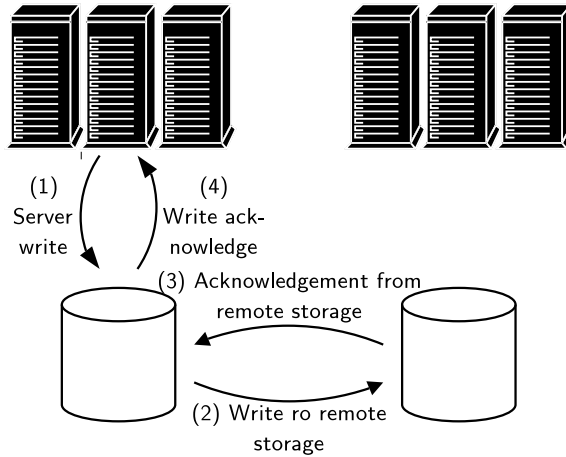 (1)
Server
write
(4)
Write ack-
nowledge
(3) Acknowledgement from
remote storage
(2) Write ro remote
storage